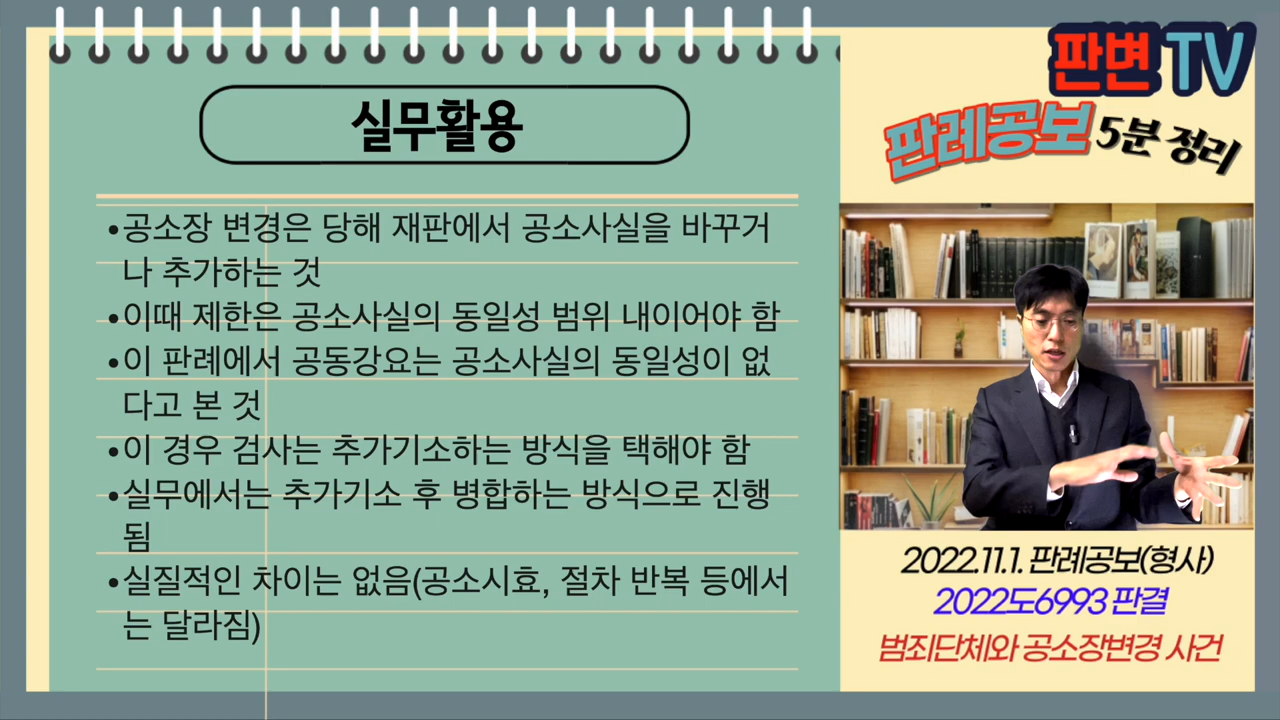 실무활용
•공소장 변경은 당해 재판에서 공소사실을 바꾸거
나 추가하는 것
•이때 제한은 공소사실의 동일성 범위 내이어야 함
•이 판례에서 공동강요는 공소사실의 동일성이 없
다고 본 것
•이 경우 검사는 추가기소하는 방식을 택해야 함
•실무에서는 추가기소 후 병합하는 방식으로 진행
됨
•실질적인 차이는 없음(공소시효, 절차 반복 등에서
는 달라짐)
판변 TV
판례공보 5분 정리
2022.11.1. 판례공보(형사)
2022도6993 판결
범죄단체와 공소장변경 사건